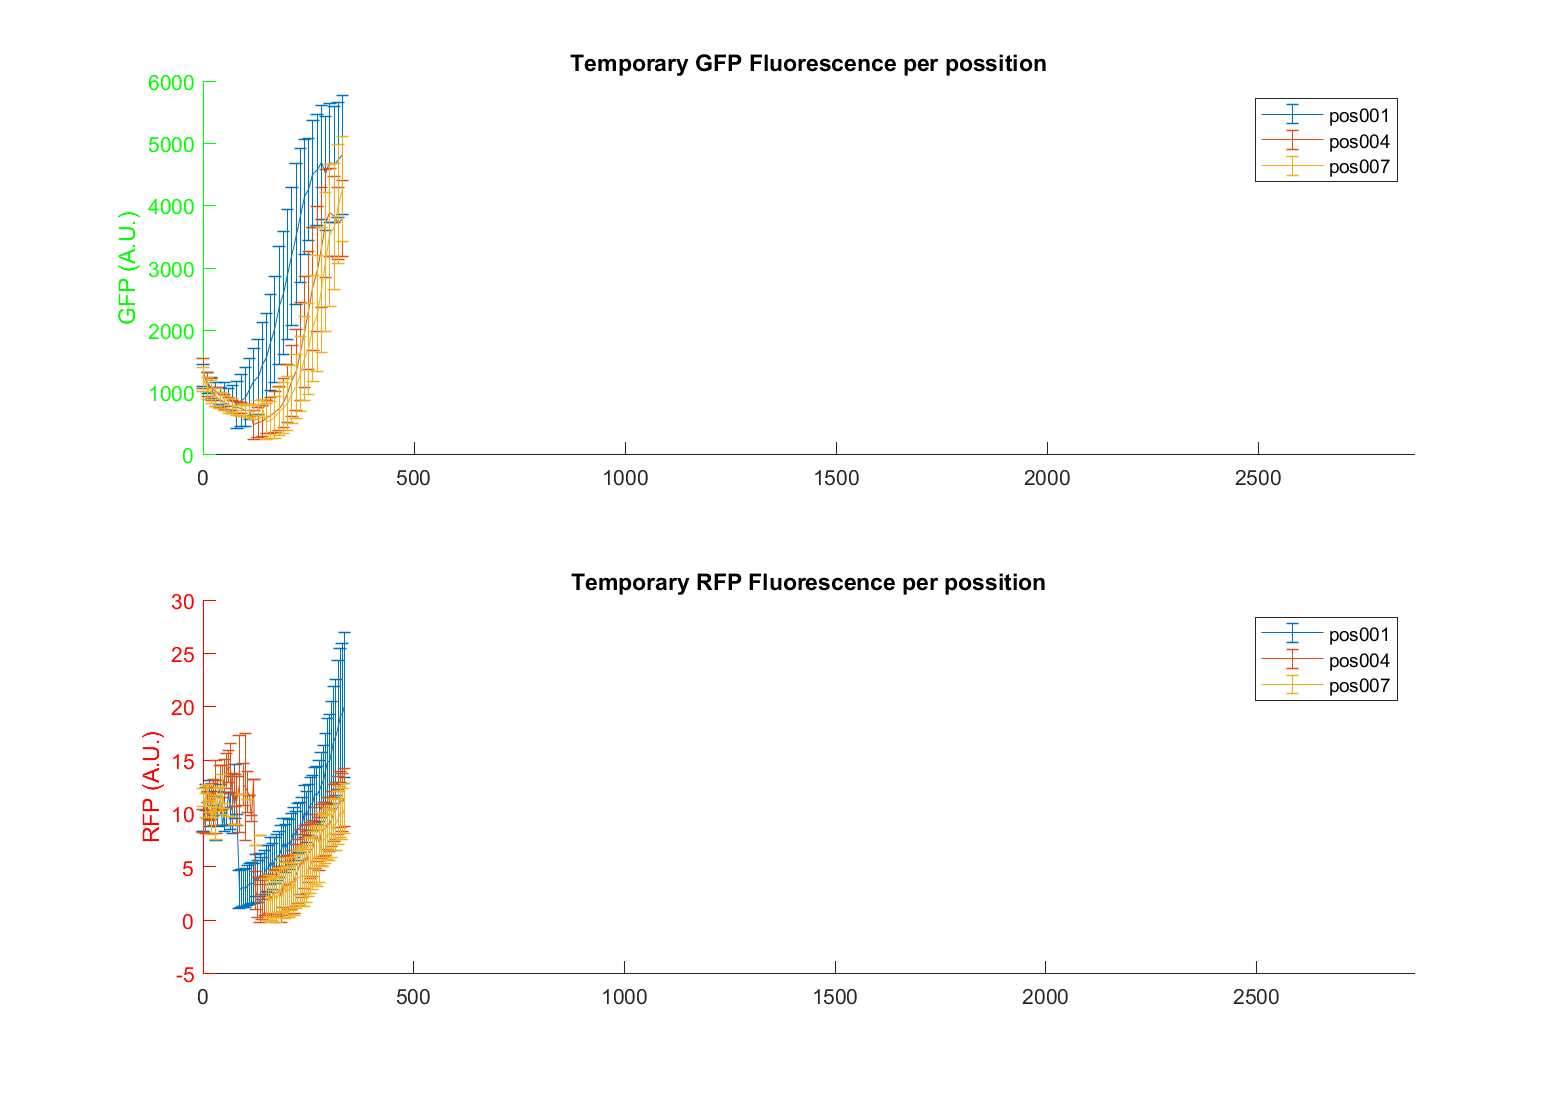 Temporary GFP Fluorescence per possition
6000
5000
4000
3000
2000
1000
0
GFP (A.U.)
pos001
pos004
pos007
0 500 1000 1500 2000 2500
Temporary RFP Fluorescence per possition
30
25
20
15
10
5
0
-5
RFP (A.U.)
pos001
pos004
pos007
0 500 1000 1500 2000 2500